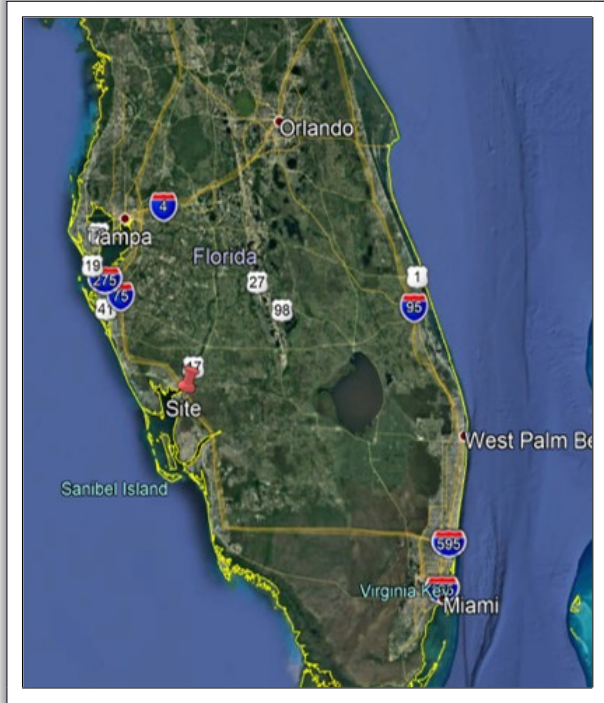 Orlando
4
Tampa
Florida
19
275
75
41
27
98
1
95
17
Site
West Palm Be
Sanibel Island
595
Virginia Key
Miami